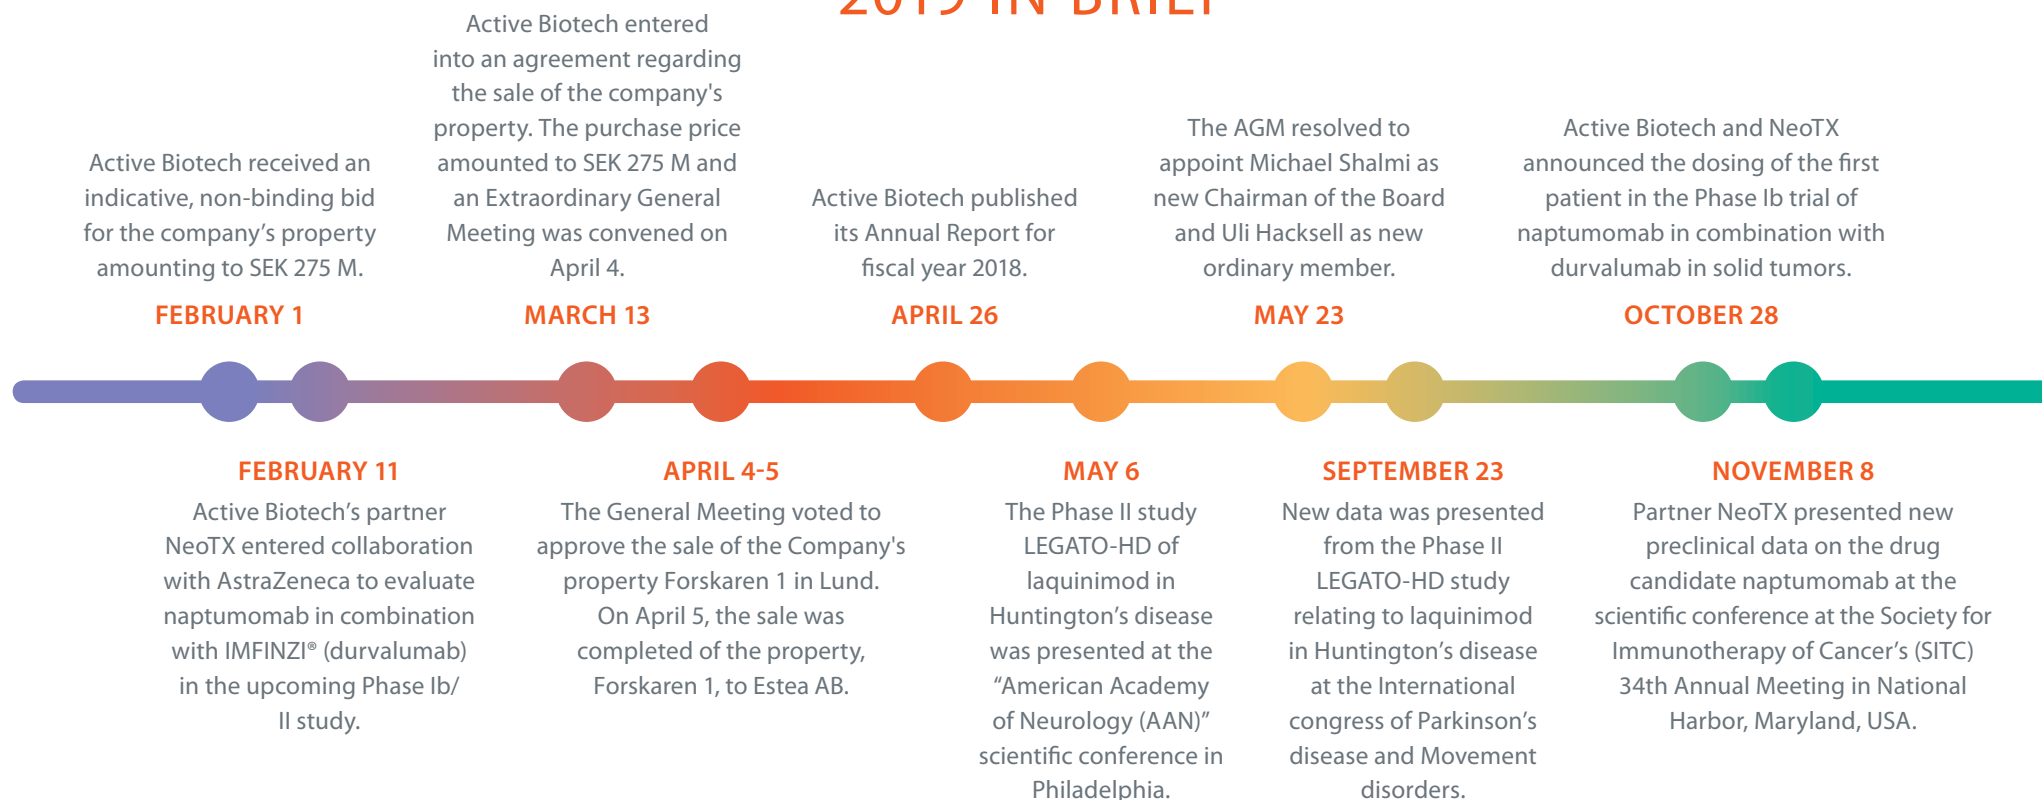 2019 IN BRIEF
Active Biotech received an
indicative, non-binding bid
for the company’s property
amounting to SEK 275 M.
FEBRUARY 1
Active Biotech entered
into an agreement regarding
the sale of the company's
property. The purchase price
amounted to SEK 275 M and
an Extraordinary General
Meeting was convened on
April 4.
MARCH 13
Active Biotech published
its Annual Report for
fiscal year 2018.
APRIL 26
The AGM resolved to
appoint Michael Shalmi as
new Chairman of the Board
and Uli Hacksell as new
ordinary member.
MAY 23
Active Biotech and NeoTX
announced the dosing of the first
patient in the Phase Ib trial of
naptumomab in combination with
durvalumab in solid tumors.
OCTOBER 28
FEBRUARY 11
Active Biotech’s partner
NeoTX entered collaboration
with AstraZeneca to evaluate
naptumomab in combination
with IMFINZI® (durvalumab)
in the upcoming Phase Ib/
II study.
APRIL 4-5
The General Meeting voted to
approve the sale of the Company's
property Forskaren 1 in Lund.
On April 5, the sale was
completed of the property,
Forskaren 1, to Estea AB.
MAY 6
The Phase II study
LEGATO-HD of
laquinimod in
Huntington’s disease
was presented at the
“American Academy
of Neurology (AAN)”
scientific conference in
Philadelphia.
SEPTEMBER 23
New data was presented
from the Phase II
LEGATO-HD study
relating to laquinimod
in Huntington’s disease
at the International
congress of Parkinson’s
disease and Movement
disorders.
NOVEMBER 8
Partner NeoTX presented new
preclinical data on the drug
candidate naptumomab at the
scientific conference at the Society for
Immunotherapy of Cancer’s (SITC)
34th Annual Meeting in National
Harbor, Maryland, USA.